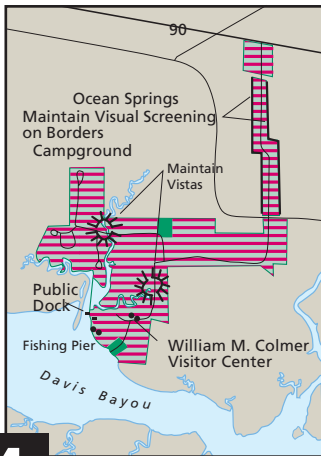 90
Ocean Springs
Maintain Visual Screening
on Borders
Campground
Maintain
Vistas
Public
Dock
Fishing Pier
William M. Colmer
Visitor Center
Davis Bayou